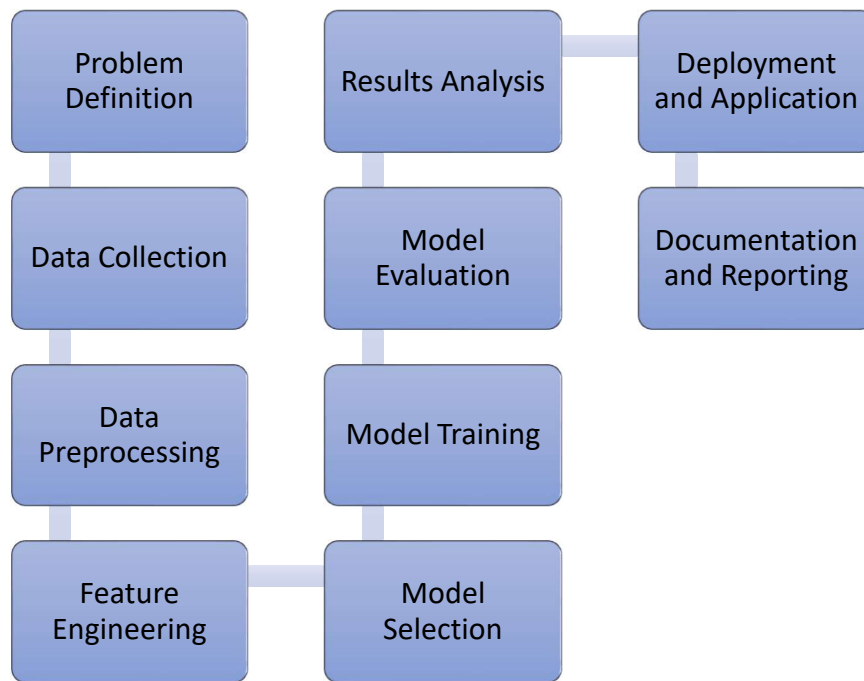 Problem
Definition
Data Collection
Data
Preprocessing
Feature
Engineering
Model
Selection
Model Training
Model
Evaluation
Results Analysis
Deployment
and Application
Documentation
and Reporting